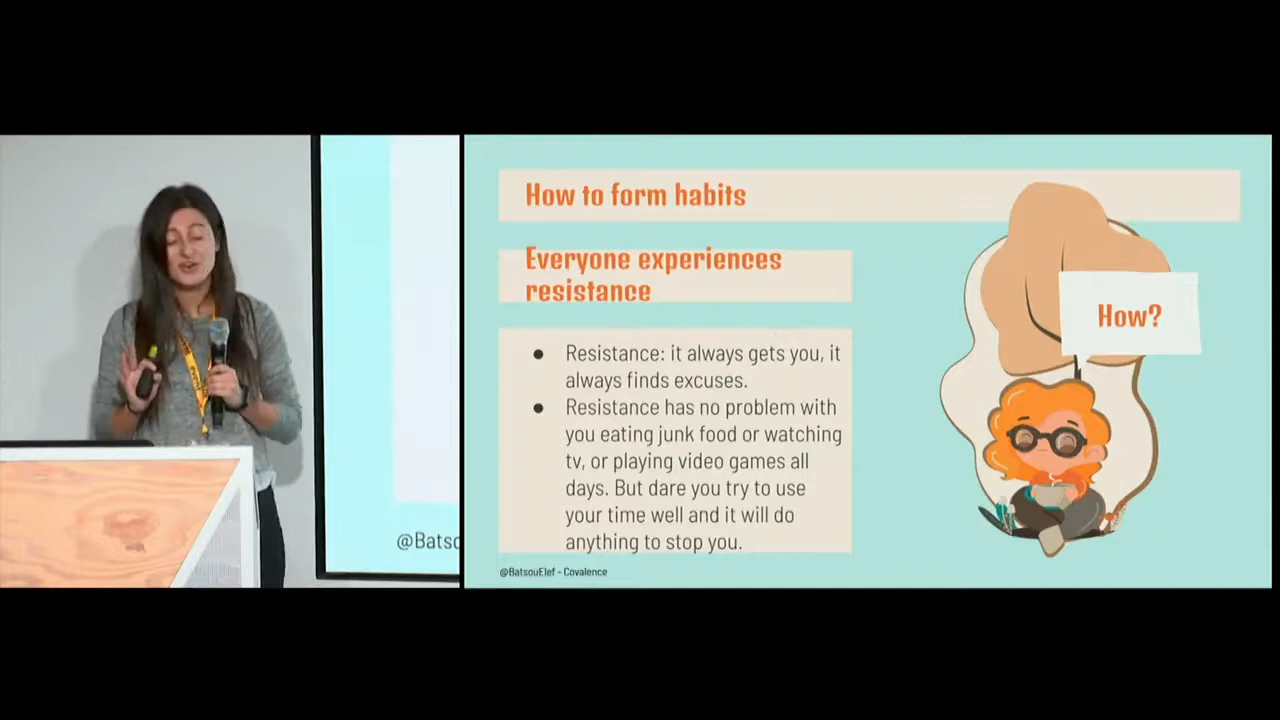 How to form habits
Everyone experiences
resistance
How?
● Resistance: it always gets you, it
always finds excuses.
● Resistance has no problem with
you eating junk food or watching
tv, or playing video games all
days. But dare you try to use
your time well and it will do
anything to stop you.
@BatsouElef - Covalence
@Batso